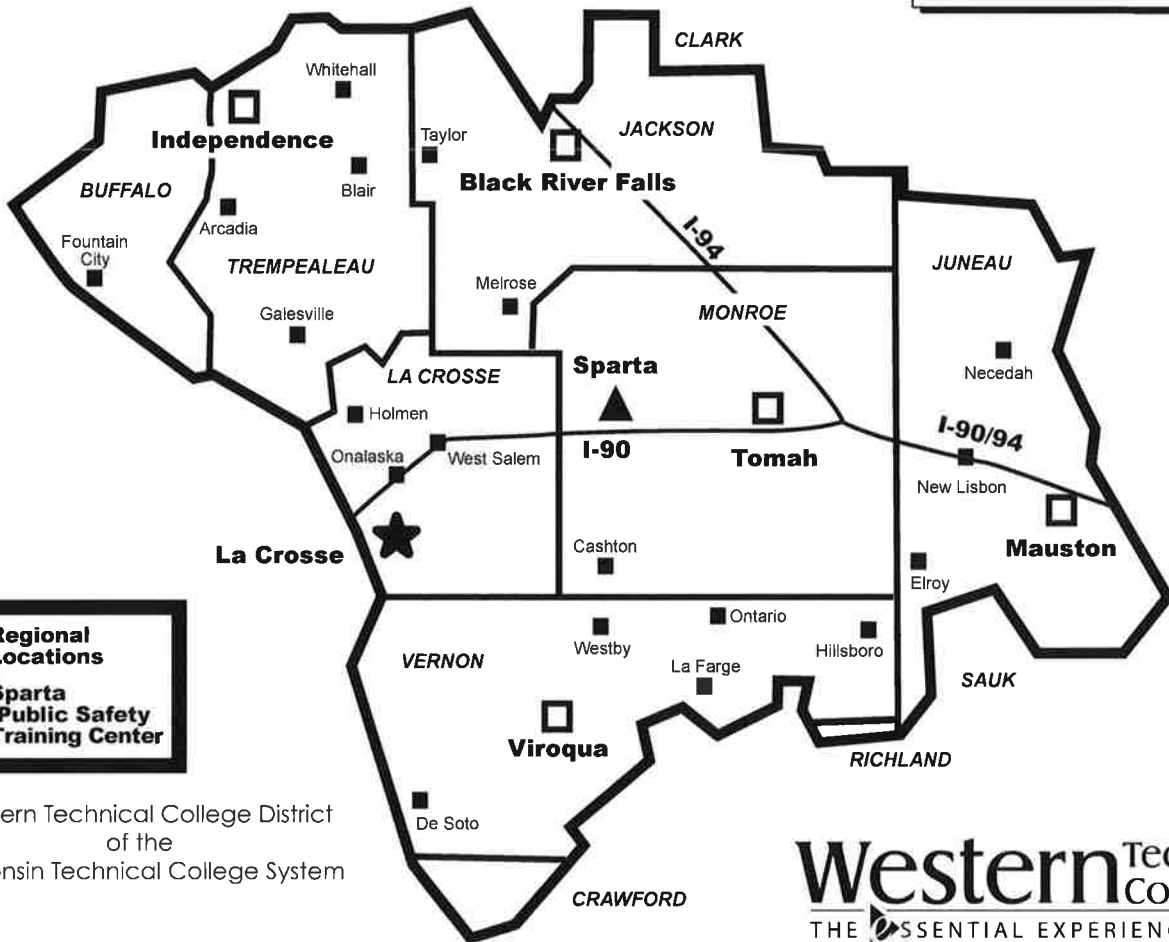 CLARK
Whitehall
Independence
Taylor
JACKSON
Black River Falls
BUFFALO
Blair
Arcadia
Fountain
City
TREMPEALEAU
I-94
JUNEAU
Melrose
MONROE
Galesville
Sparta
LA CROSSE
Necedah
Holmen
I-90
I-90/94
Onalaska
West Salem
Tomah
New Lisbon
La Crosse
Cashton
Mauston
Elroy
Ontario
Westby
Hillsboro
VERNON
La Farge
SAUK
Viroqua
RICHLAND
De Soto
CRAWFORD
Regional
Locations
Sparta
Public Safety
Training Center
ern Technical College District
of the
nsin Technical College System
Western
THE eSSENTIAL EXPERIENC